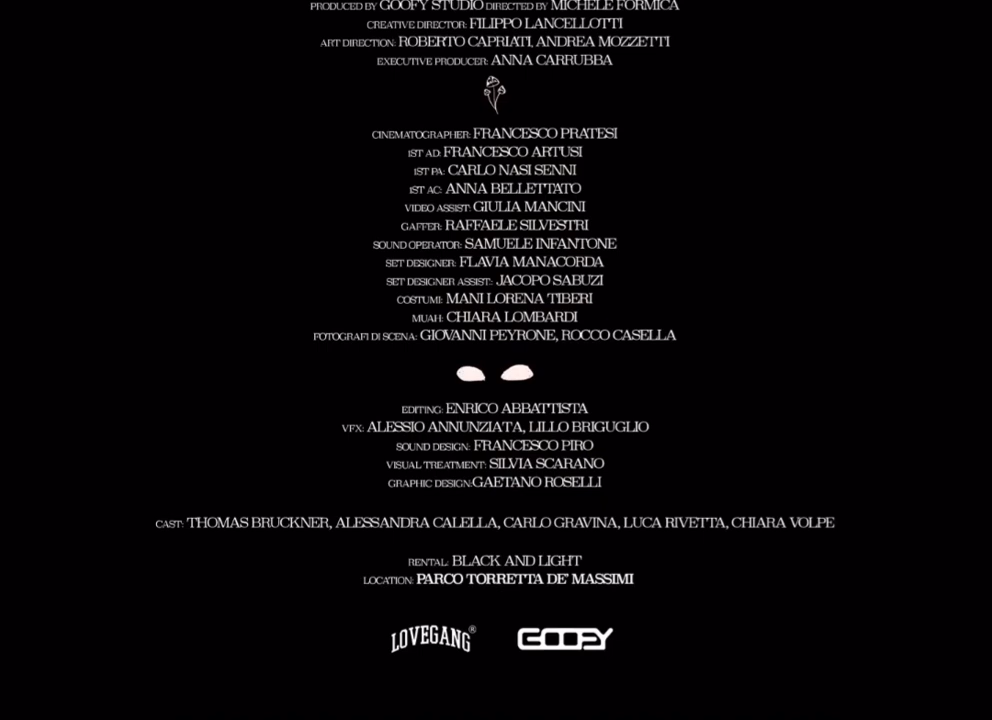 PRODUCED BY GOOFY STUDIO DIRECTED BY MICHELE FORMICA
CREATIVE DIRECTOR: FILIPPO LANCELLOTTI
ART DIRECTION: ROBERTO CAPRIATI, ANDREA MOZZETTI
EXECUTIVE PRODUCER: ANNA CARRUBBA
CINEMATOGRAPHER: FRANCESCO PRATESI
1ST AD: FRANCESCO ARTUSI
1ST PA: CARLO NASI SENNI
1ST AC: ANNA BELLETTATO
VIDEO ASSIST: GIULIA MANCINI
GAFFER: RAFFAELE SILVESTRI
SOUND OPERATOR: SAMUELE INFANTONE
SET DESIGNER: FLAVIA MANACORDA
SET DESIGNER ASSIST.: JACOPO SABUZI
COSTUMI: MANI LORENA TIBERI
MUAH: CHIARA LOMBARDI
FOTOGRAFI DI SCENA: GIOVANNI PEYRONE, ROCCO CASELLA
EDITING: ENRICO ABBATTISTA
VFX: ALESSIO ANNUNZIATA, LILLO BRIGUGLIO
SOUND DESIGN: FRANCESCO PIRO
VISUAL TREATMENT: SILVIA SCARANO
GRAPHIC DESIGN:GAETANO ROSELLI
CAST: THOMAS BRUCKNER, ALESSANDRA CALELLA, CARLO GRAVINA, LUCA RIVETTA, CHIARA VOLPE
RENTAL: BLACK AND LIGHT
LOCATION: PARCO TORRETTA DE' MASSIMI
LOVEGANG® GOOFY